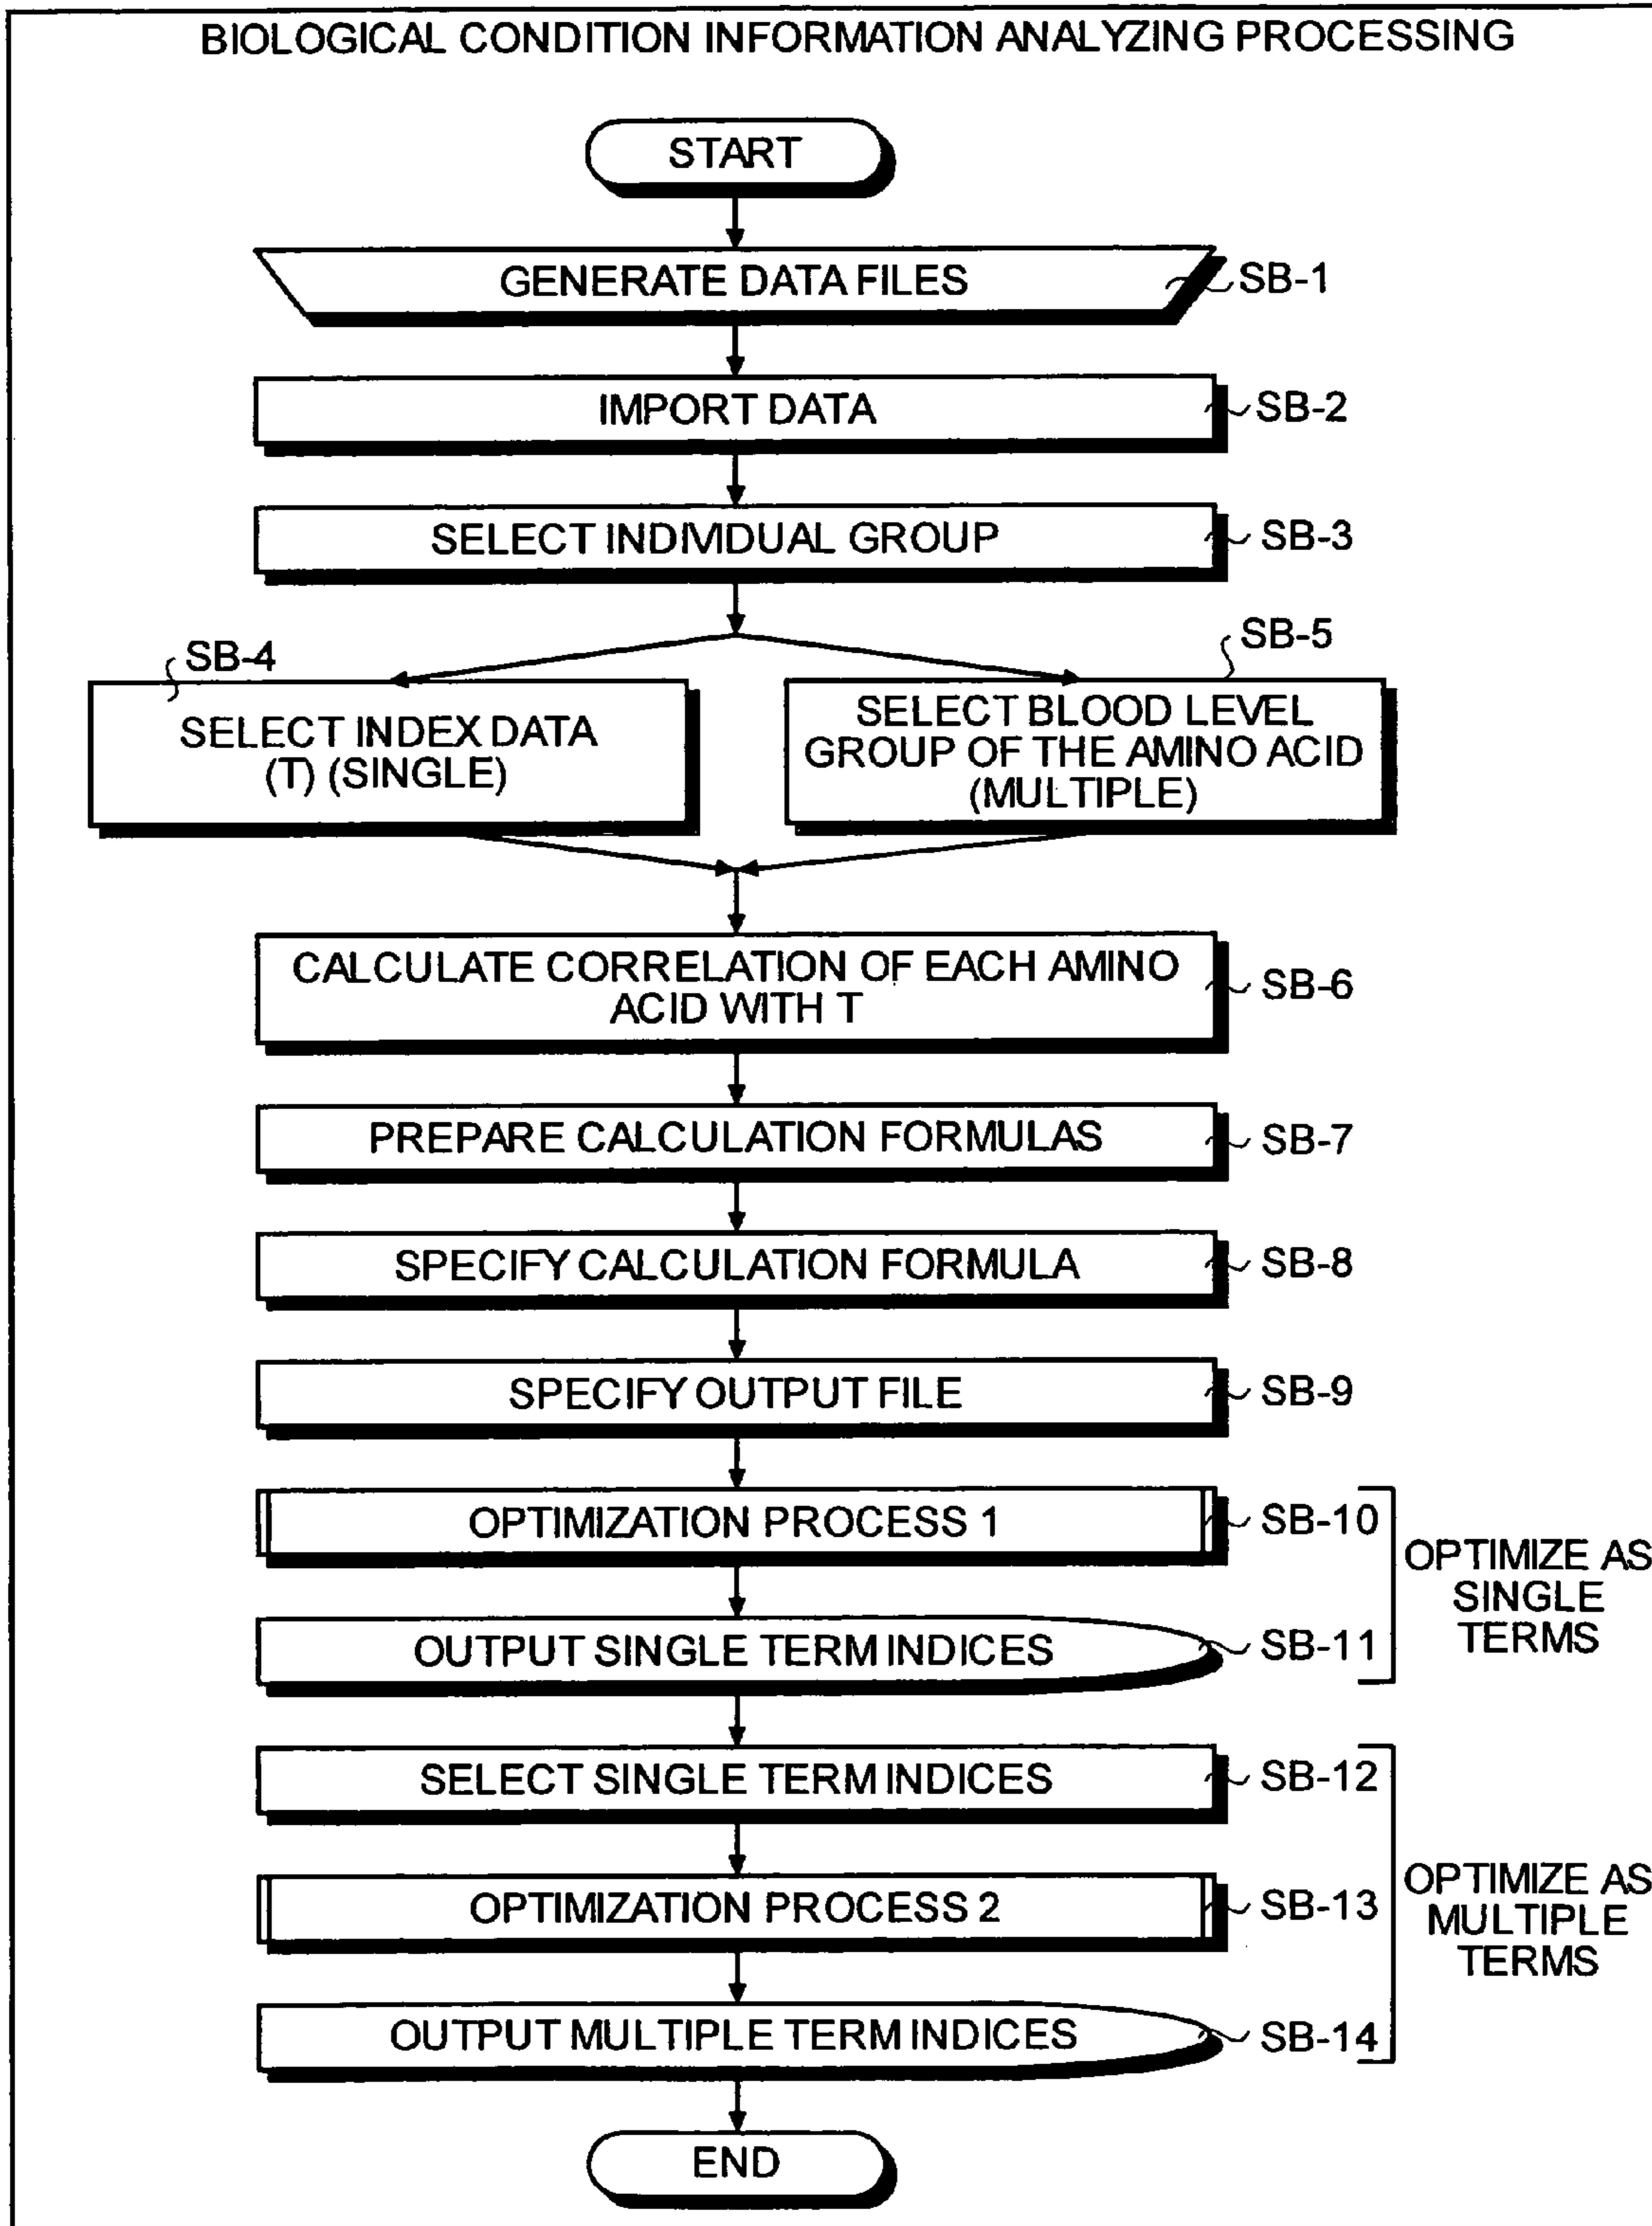 BIOLOGICAL CONDITION INFORMATION ANALYZING PROCESSING
START
GENERATE DATA FILES
SB-1
IMPORT DATA
SB-2
SELECT INDIVIDUAL GROUP
SB-3
SB-4
SELECT INDEX DATA
(T) (SINGLE)
SB-5
SELECT BLOOD LEVEL
GROUP OF THE AMINO ACID
(MULTIPLE)
CALCULATE CORRELATION OF EACH AMINO
ACID WITH T
SB-6
PREPARE CALCULATION FORMULAS
SB-7
SPECIFY CALCULATION FORMULA
SB-8
SPECIFY OUTPUT FILE
SB-9
OPTIMIZATION PROCESS 1
SB-10
OUTPUT SINGLE TERM INDICES
SB-11
OPTIMIZE AS
SINGLE
TERMS
SELECT SINGLE TERM INDICES
SB-12
OPTIMIZATION PROCESS 2
SB-13
OUTPUT MULTIPLE TERM INDICES
SB-14
OPTIMIZE AS
MULTIPLE
TERMS
END